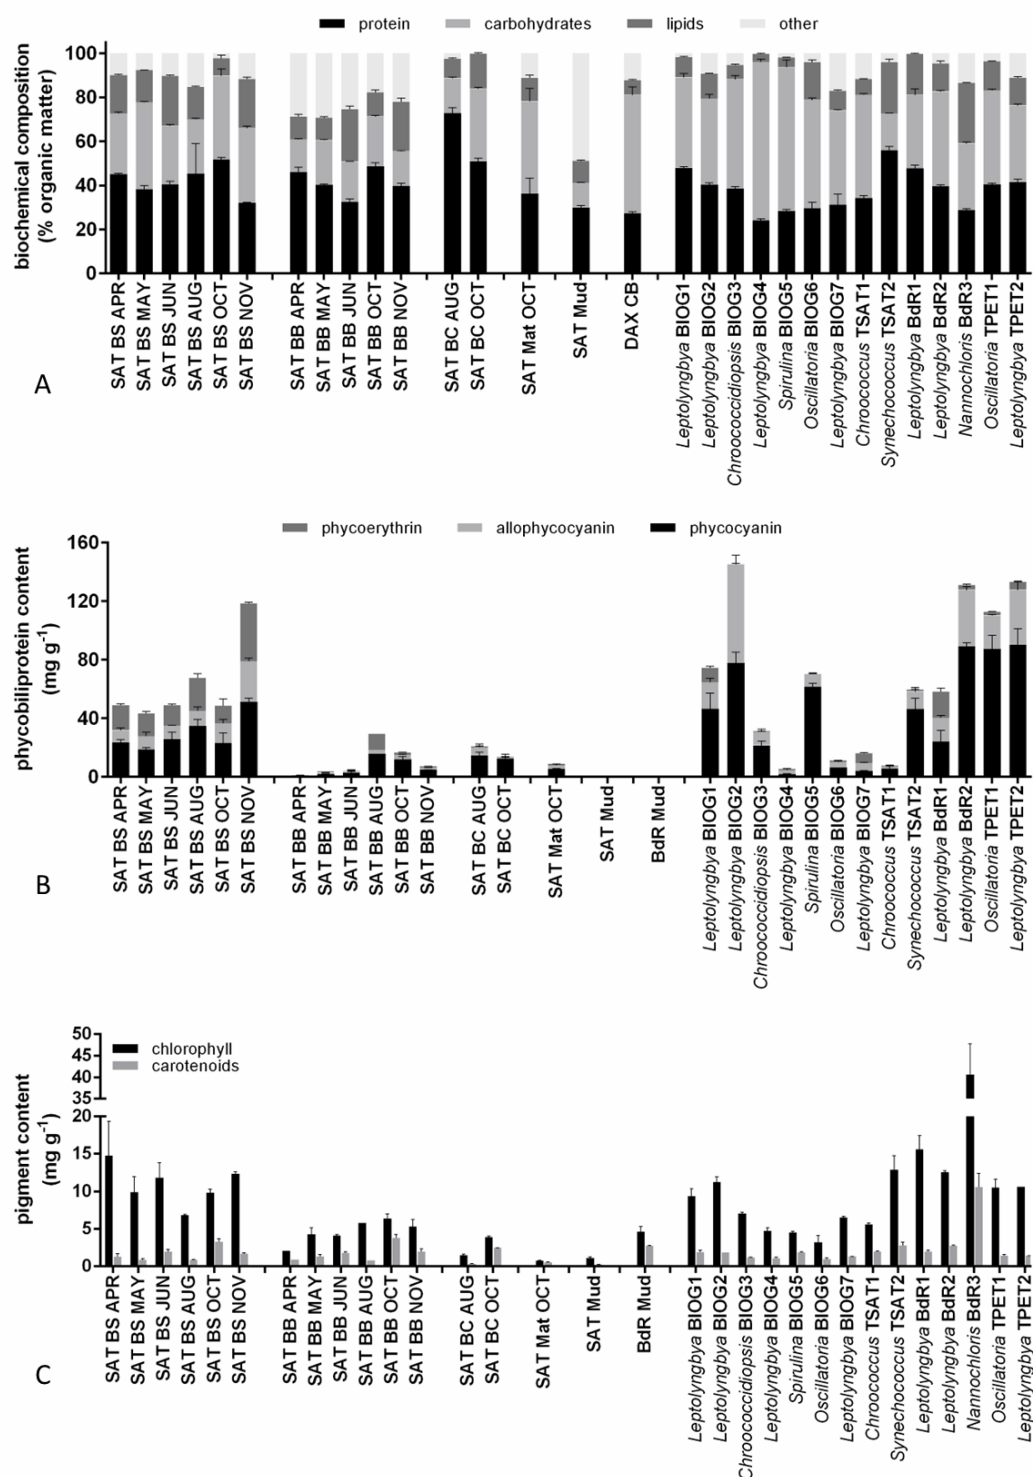 protein carbohydrates lipids other
biochemical composition
(% organic matter)
100
80
60
40
20
0
SAT BS APR
SAT BS MAY
SAT BS JUN
SAT BS AUG
SAT BS OCT
SAT BS NOV
SAT BB APR
SAT BB MAY
SAT BB JUN
SAT BB OCT
SAT BB NOV
SAT BC AUG
SAT BC OCT
SAT Mat OCT
SAT Mud
DAX CB
Leptolyngbya BIOG1
Leptolyngbya BIOG2
Chroococcidiopsis BIOG3
Leptolyngbya BIOG4
Spirulina BIOG5
Oscillatoria BIOG6
Leptolyngbya BIOG7
Chroococcus TSAT1
Synechococcus TSAT2
Leptolyngbya BdR1
Leptolyngbya BdR2
Nannochloris BdR3
Oscillatoria TPET1
Leptolyngbya TPET2
A
phycoerythrin allophycocyanin phycocyanin
phycobiliprotein content
(mg g-1)
160
120
80
40
0
SAT BS APR
SAT BS MAY
SAT BS JUN
SAT BS AUG
SAT BS OCT
SAT BS NOV
SAT BB APR
SAT BB MAY
SAT BB JUN
SAT BB AUG
SAT BB OCT
SAT BB NOV
SAT BC AUG
SAT BC OCT
SAT Mat OCT
SAT Mud
BdR Mud
Leptolyngbya BIOG1
Leptolyngbya BIOG2
Chroococcidiopsis BIOG3
Leptolyngbya BIOG4
Spirulina BIOG5
Oscillatoria BIOG6
Leptolyngbya BIOG7
Chroococcus TSAT1
Synechococcus TSAT2
Leptolyngbya BdR1
Leptolyngbya BdR2
Oscillatoria TPET1
Leptolyngbya TPET2
B
chlorophyll
carotenoids
pigment content
(mg g-1)
50
45
40
35
20
15
10
5
0
SAT BS APR
SAT BS MAY
SAT BS JUN
SAT BS AUG
SAT BS OCT
SAT BS NOV
SAT BB APR
SAT BB MAY
SAT BB JUN
SAT BB AUG
SAT BB OCT
SAT BB NOV
SAT BC AUG
SAT BC OCT
SAT Mat OCT
SAT Mud
BdR Mud
Leptolyngbya BIOG1
Leptolyngbya BIOG2
Chroococcidiopsis BIOG3
Leptolyngbya BIOG4
Spirulina BIOG5
Oscillatoria BIOG6
Leptolyngbya BIOG7
Chroococcus TSAT1
Synechococcus TSAT2
Leptolyngbya BdR1
Leptolyngbya BdR2
Nannochloris BdR3
Oscillatoria TPET1
Leptolyngbya TPET2
C